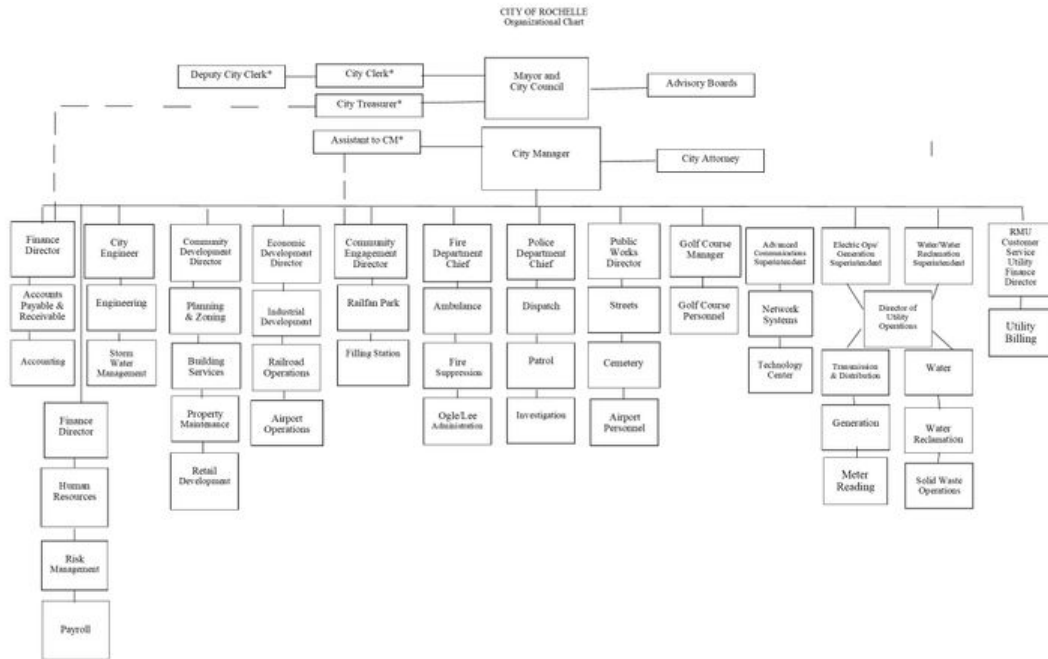 CITY OF ROCHELLE
Organizational Chart
Deputy City Clerk*
City Clerk*
Mayor and
City Council
Advisory Boards
City Treasurer*
Assistant to CM*
City Manager
City Attorney
Finance
Director
City
Engineer
Community
Development
Director
Economic
Development
Director
Community
Engagement
Director
Fire
Department
Chief
Police
Department
Chief
Public
Works
Director
Golf Course
Manager
Advanced
Communications
Superintendent
Electric Ops/
Generation
Superintendent
Water/Water
Reclamation
Superintendent
RMU
Customer
Service
Utility
Finance
Director
Accounts
Payable &
Receivable
Engineering
Planning
& Zoning
Industrial
Development
Railfan Park
Ambulance
Dispatch
Streets
Golf Course
Personnel
Network
Systems
Director of
Utility
Operations
Utility
Billing
Accounting
Storm
Water
Management
Building
Services
Railroad
Operations
Filling Station
Fire
Suppression
Patrol
Cemetery
Technology
Center
Transmission
& Distribution
Water
Finance
Director
Property
Maintenance
Airport
Operations
Ogle/Lee
Administration
Investigation
Airport
Personnel
Generation
Water
Reclamation
Human
Resources
Retail
Development
Meter
Reading
Solid Waste
Operations
Risk
Management
Payroll